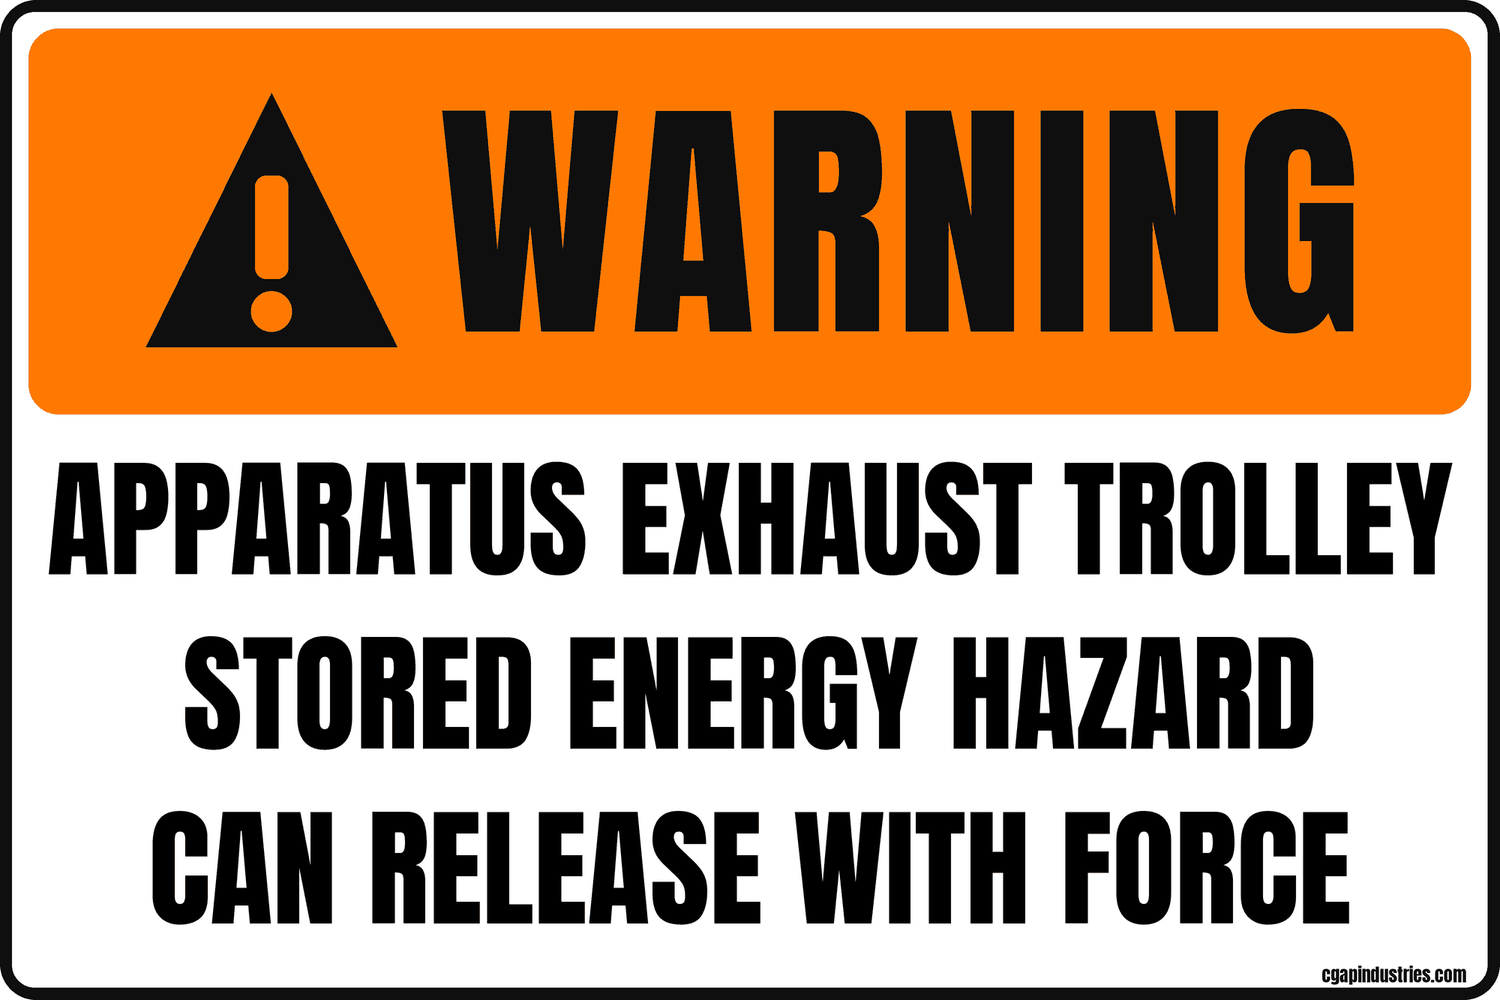 WARNING
APPARATUS EXHAUST TROLLEY
STORED ENERGY HAZARD
CAN RELEASE WITH FORCE
cgapindustries.com